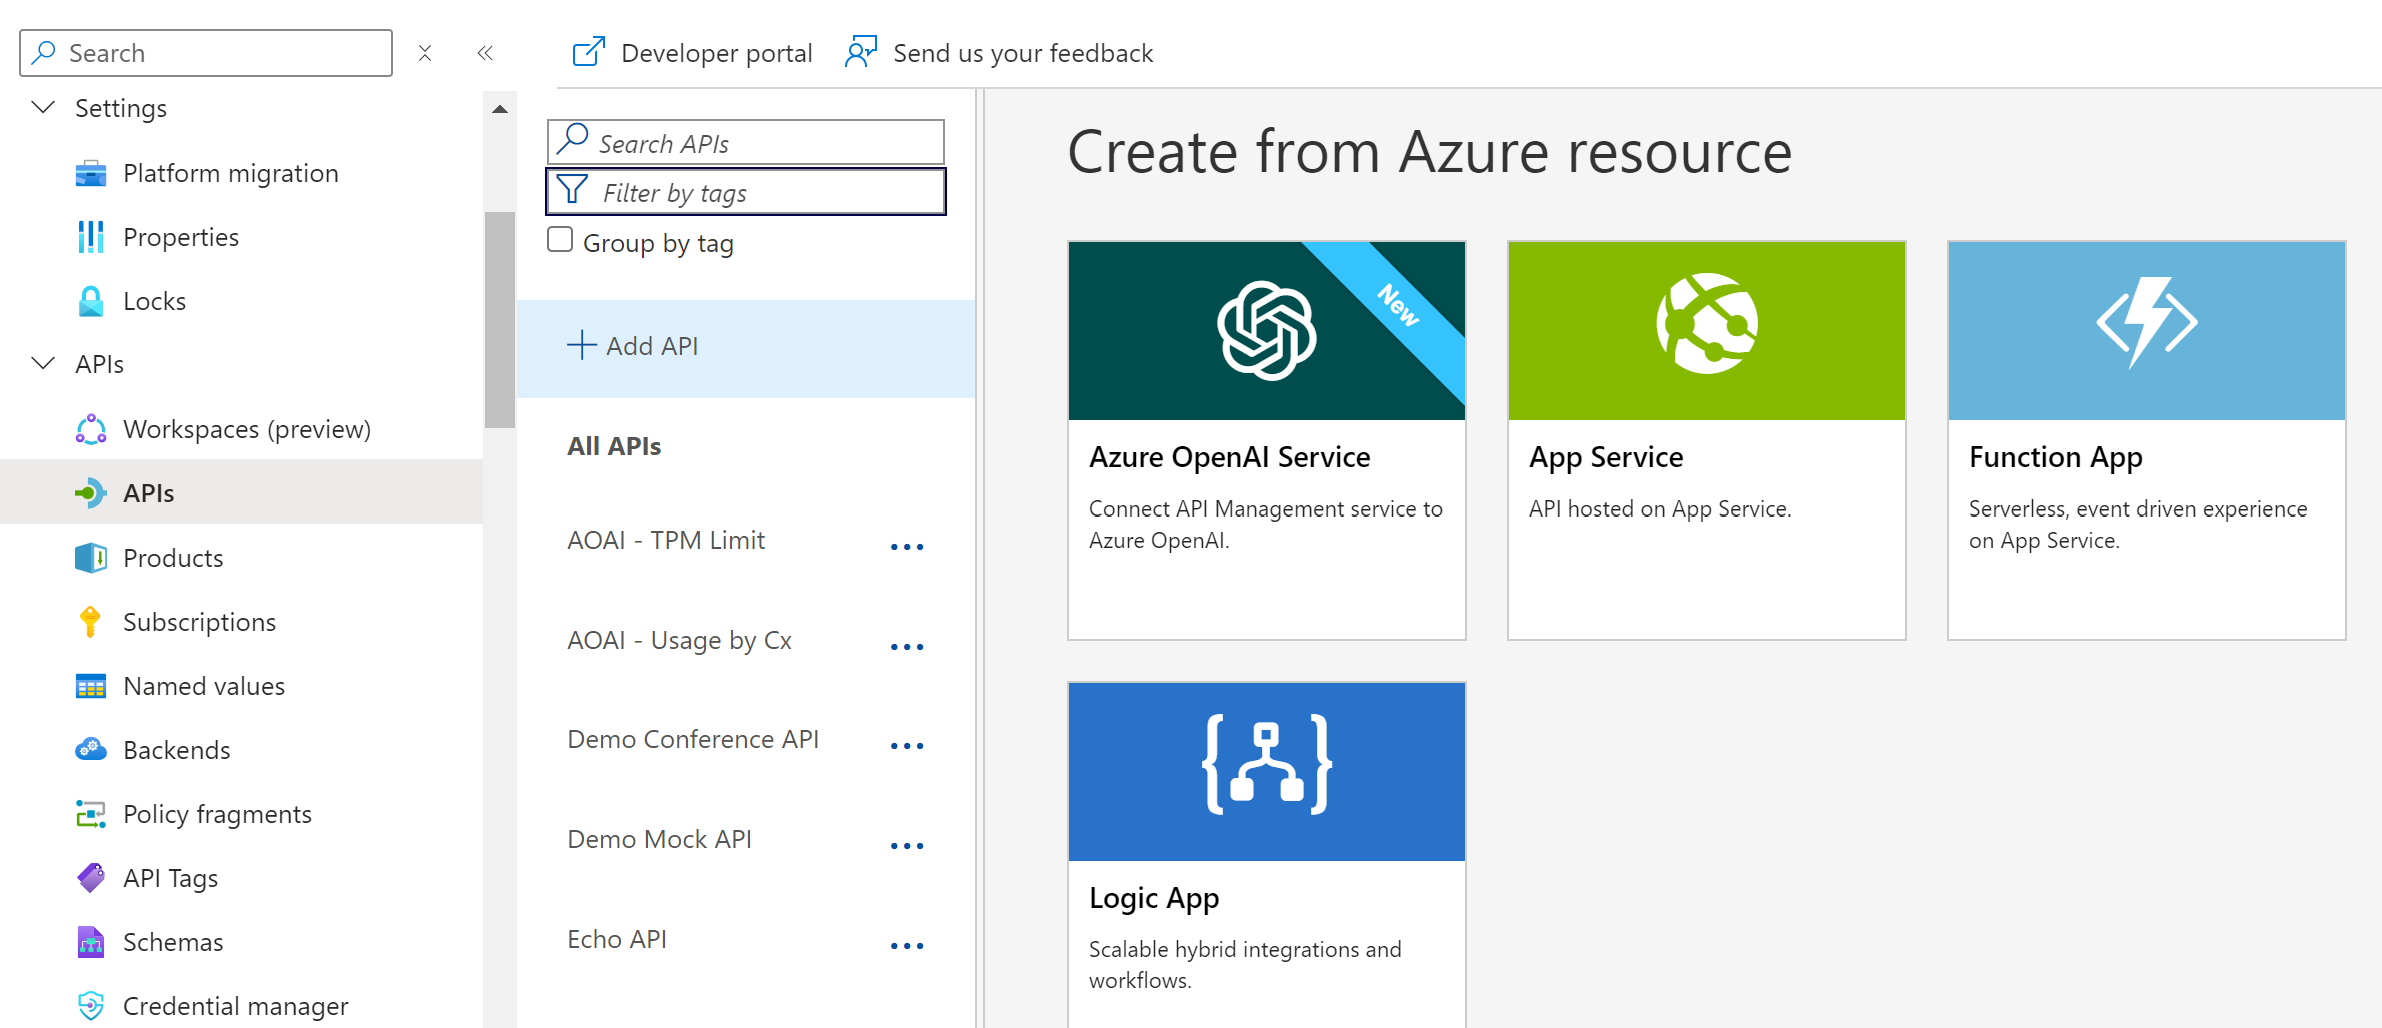 Search
Developer portal
Send us your feedback
Settings
Platform migration
Properties
Locks
APIs
Workspaces (preview)
APIs
Products
Subscriptions
Named values
Backends
Policy fragments
API Tags
Schemas
Credential manager
Search APIs
Filter by tags
Group by tag
Add API
All APIs
AOAI - TPM Limit
AOAI - Usage by Cx
Demo Conference API
Demo Mock API
Echo API
Create from Azure resource
New
Azure OpenAI Service
Connect API Management service to
Azure OpenAI.
App Service
API hosted on App Service.
Function App
Serverless, event driven experience
on App Service.
Logic App
Scalable hybrid integrations and
workflows.